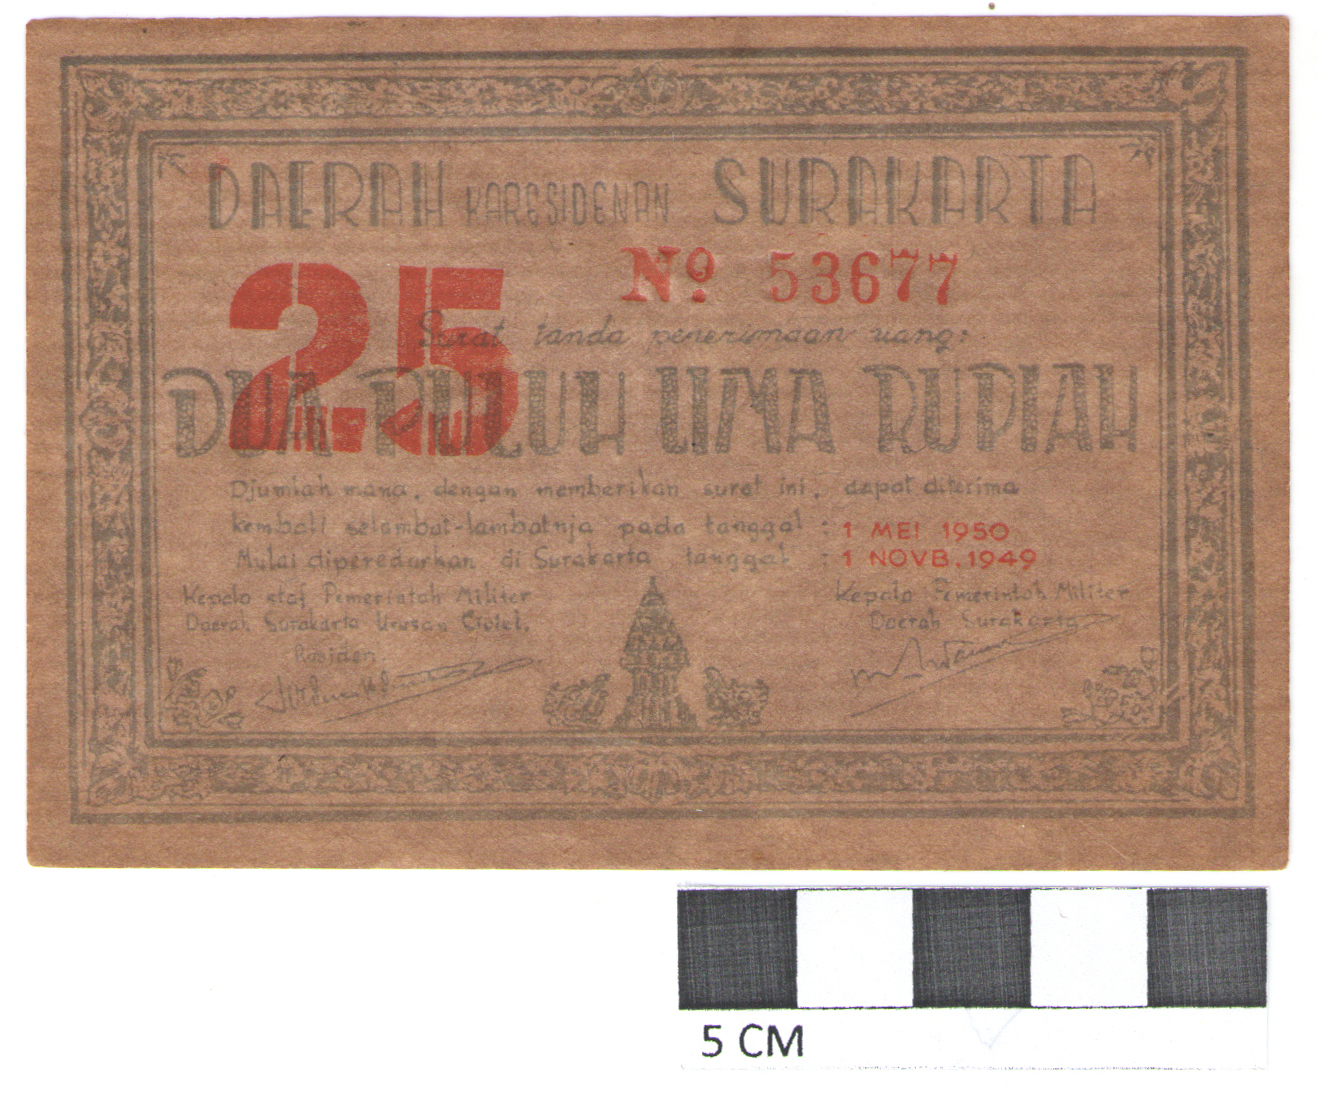 DAERAH KARESIDENAN SURAKARTA
No. 53677
25
Surat tanda penerimaan uang:
DUA PULUH LIMA RUPIAH
Djumlah mana, dengan memberikan surat ini, dapat diterima
kembali selambat-lambatnja pada tanggal : 1 MEI 1950
Mulai diperedarkan di Surakarta tanggal : 1 NOVB. 1949
Kepala staf Pemerintah Militer
Daerah Surakarta Urusan Ciciel.
Residen.
Kepala Pemerintah Militer
Daerah Surakarta
5 CM